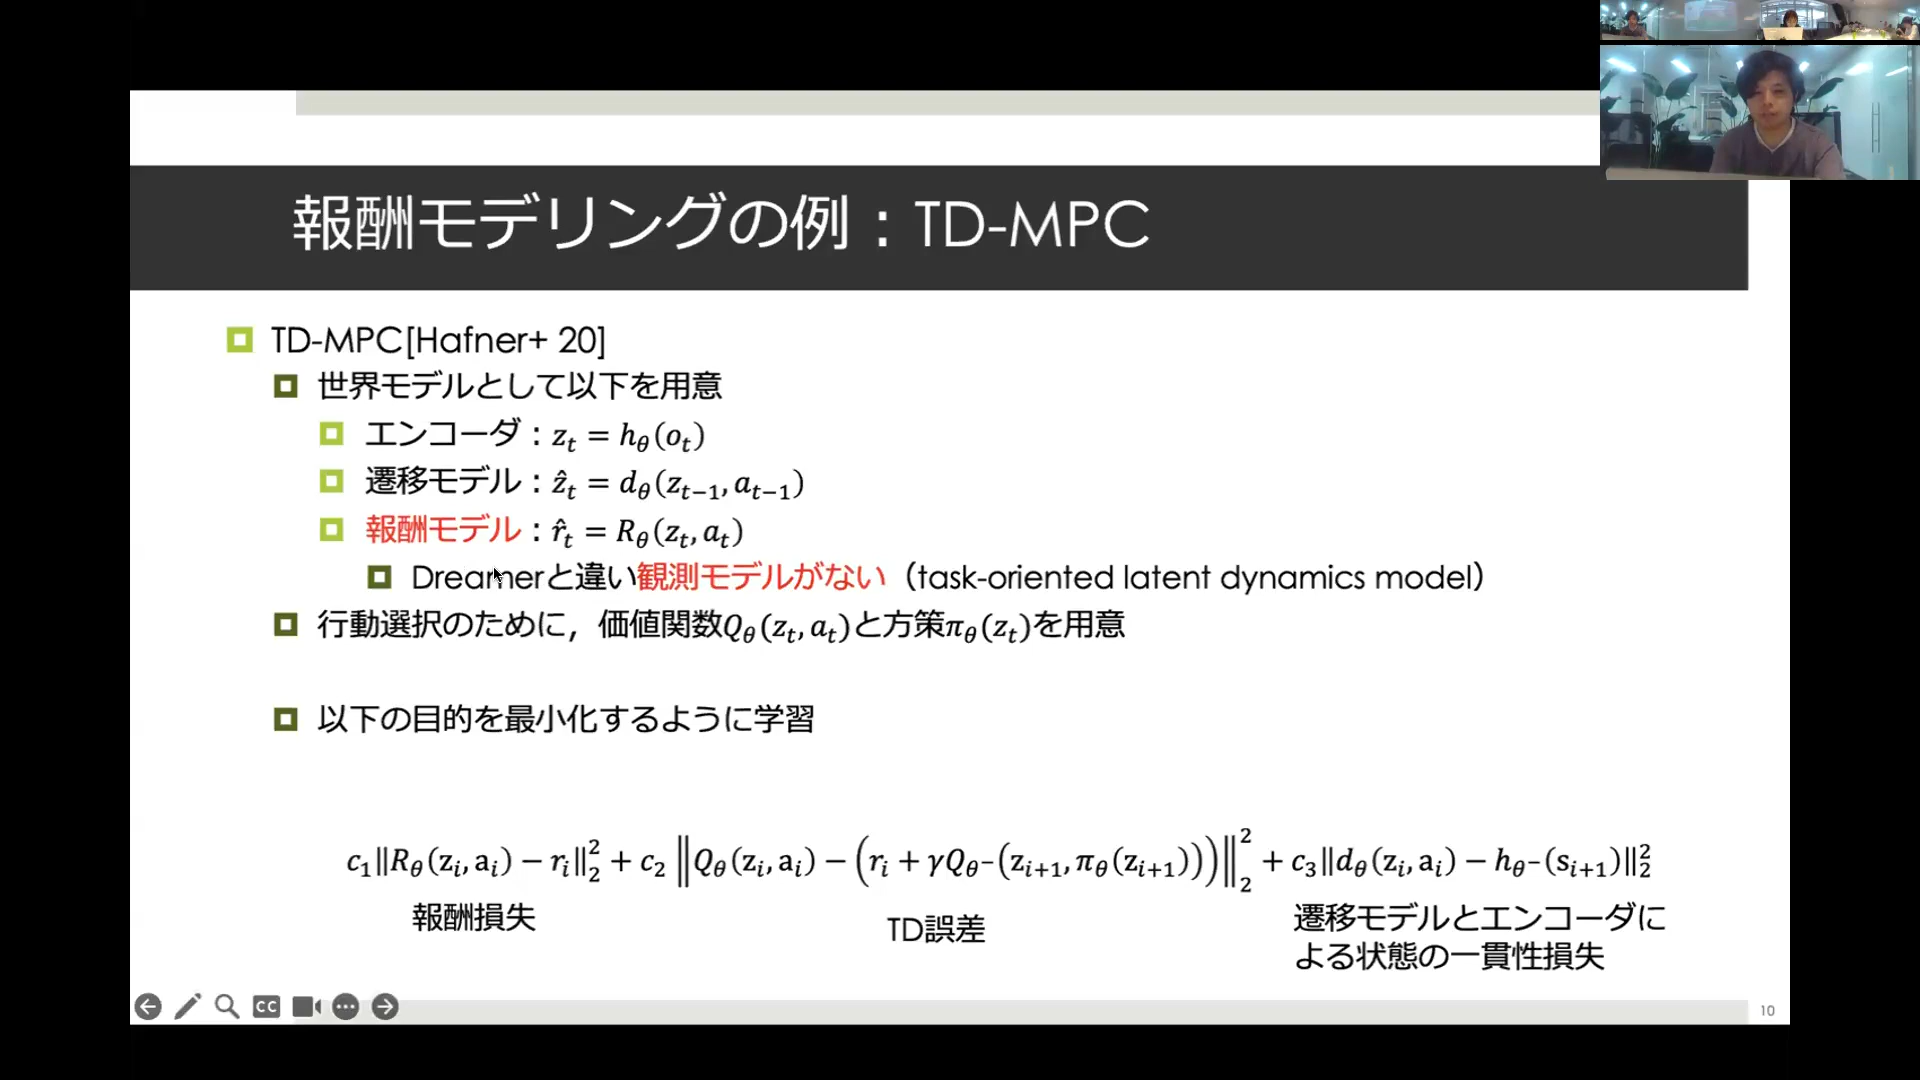 報酬モデリングの例：TD-MPC
TD-MPC[Hafner+ 20]
世界モデルとして以下を用意
エンコーダ：z_t = h_θ(o_t)
遷移モデル：ẑ_t = d_θ(z_{t−1}, a_{t−1})
報酬モデル：r̂_t = R_θ(z_t, a_t)
Dreamerと違い観測モデルがない（task-oriented latent dynamics model）
行動選択のために，価値関数Q_θ(z_t, a_t)と方策π_θ(z_t)を用意
以下の目的を最小化するように学習
c_1‖R_θ(z_i, a_i) − r_i‖_2^2 + c_2‖Q_θ(z_i, a_i) − (r_i + γQ_{θ^−}(z_{i+1}, π_θ(z_{i+1})))‖_2^2 + c_3‖d_θ(z_i, a_i) − h_{θ^−}(s_{i+1})‖_2^2
報酬損失
TD誤差
遷移モデルとエンコーダに
よる状態の一貫性損失
CC
10